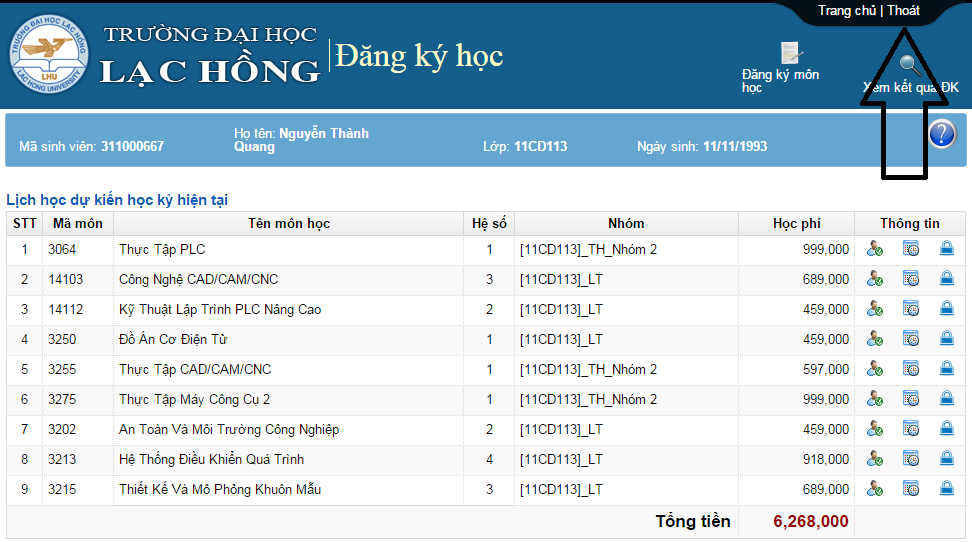 Trang chủ | Thoát
TRƯỜNG ĐẠI HỌC LẠC HỒNG
LHU
LAC HONG UNIVERSITY
TRƯỜNG ĐẠI HỌC
LẠC HỒNG
Đăng ký học
Đăng ký môn
học
Xem kết quả ĐK
Mã sinh viên: 311000667
Họ tên: Nguyễn Thành
Quang
Lớp: 11CD113
Ngày sinh: 11/11/1993
?
Lịch học dự kiến học kỳ hiện tại
STT Mã môn Tên môn học Hệ số Nhóm Học phí Thông tin
1 3064 Thực Tập PLC 1 [11CD113]_TH_Nhóm 2 999,000
2 14103 Công Nghệ CAD/CAM/CNC 3 [11CD113]_LT 689,000
3 14112 Kỹ Thuật Lập Trình PLC Nâng Cao 2 [11CD113]_LT 459,000
4 3250 Đồ Án Cơ Điện Tử 1 [11CD113]_LT 459,000
5 3255 Thực Tập CAD/CAM/CNC 1 [11CD113]_TH_Nhóm 2 597,000
6 3275 Thực Tập Máy Công Cụ 2 1 [11CD113]_TH_Nhóm 2 999,000
7 3202 An Toàn Và Môi Trường Công Nghiệp 2 [11CD113]_LT 459,000
8 3213 Hệ Thống Điều Khiển Quá Trình 4 [11CD113]_LT 918,000
9 3215 Thiết Kế Và Mô Phỏng Khuôn Mẫu 3 [11CD113]_LT 689,000
Tổng tiền 6,268,000